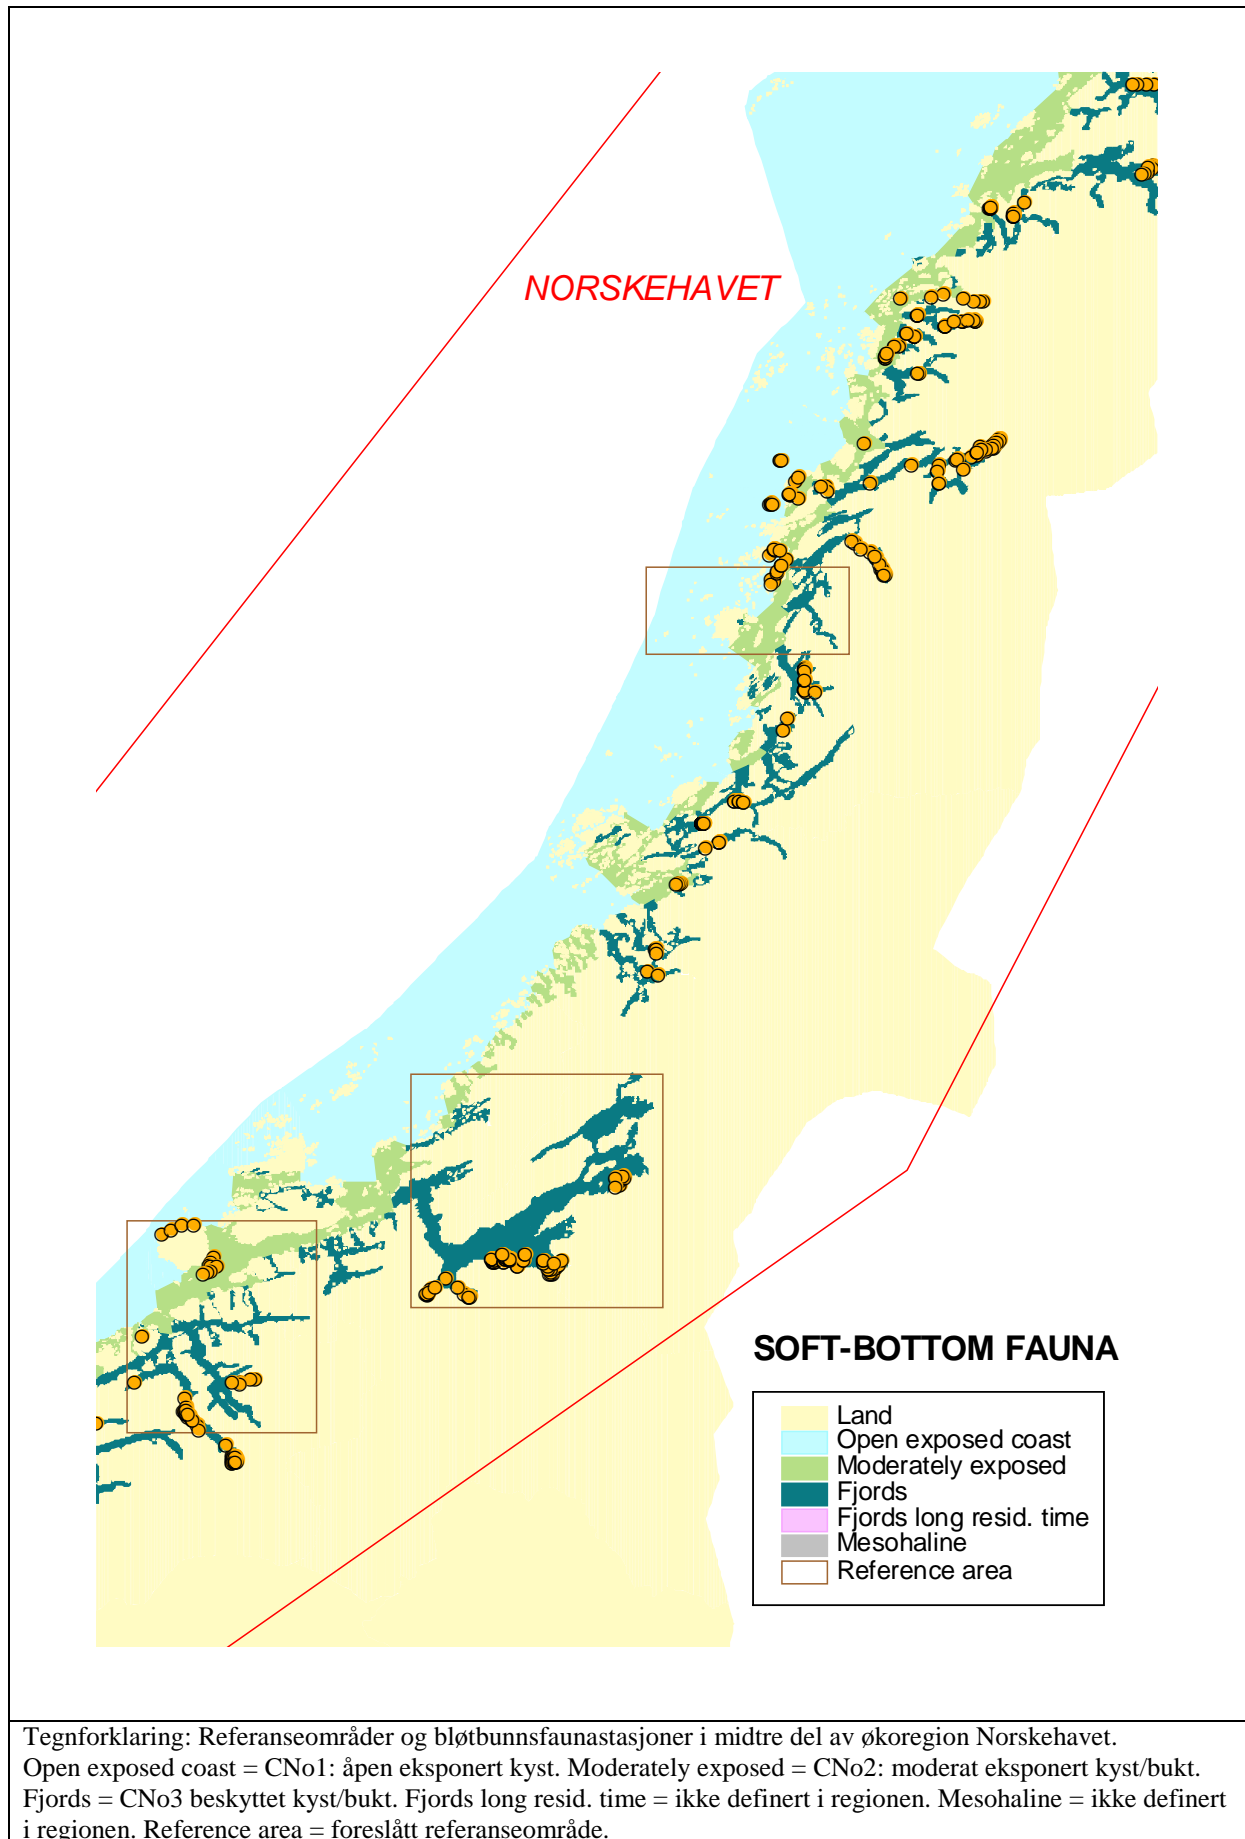 NORSKEHAVET
SOFT-BOTTOM FAUNA
Land
Open exposed coast
Moderately exposed
Fjords
Fjords long resid. time
Mesohaline
Reference area
Tegnforklaring: Referanseområder og bløtbunnsfaunastasjoner i midtre del av økoregion Norskehavet.
Open exposed coast = CNo1: åpen eksponert kyst. Moderately exposed = CNo2: moderat eksponert kyst/bukt.
Fjords = CNo3 beskyttet kyst/bukt. Fjords long resid. time = ikke definert i regionen. Mesohaline = ikke definert
i regionen. Reference area = foreslått referanseområde.